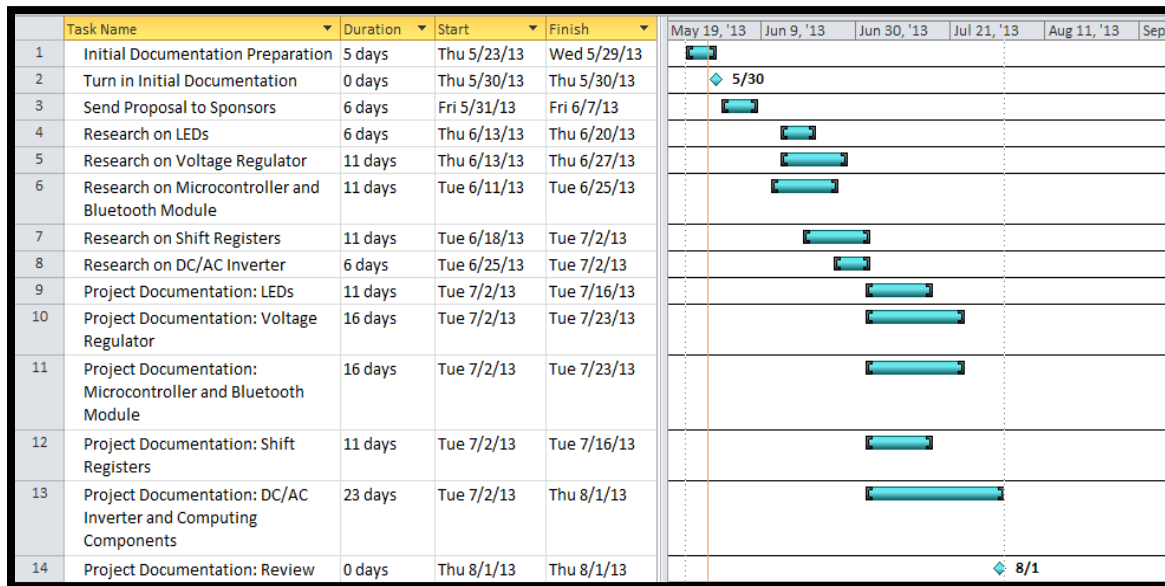 Task Name Duration Start Finish May 19, '13 Jun 9, '13 Jun 30, '13 Jul 21, '13 Aug 11, '13 Sep
1 Initial Documentation Preparation 5 days Thu 5/23/13 Wed 5/29/13
2 Turn in Initial Documentation 0 days Thu 5/30/13 Thu 5/30/13 5/30
3 Send Proposal to Sponsors 6 days Fri 5/31/13 Fri 6/7/13
4 Research on LEDs 6 days Thu 6/13/13 Thu 6/20/13
5 Research on Voltage Regulator 11 days Thu 6/13/13 Thu 6/27/13
6 Research on Microcontroller and 11 days Tue 6/11/13 Tue 6/25/13
Bluetooth Module
7 Research on Shift Registers 11 days Tue 6/18/13 Tue 7/2/13
8 Research on DC/AC Inverter 6 days Tue 6/25/13 Tue 7/2/13
9 Project Documentation: LEDs 11 days Tue 7/2/13 Tue 7/16/13
10 Project Documentation: Voltage 16 days Tue 7/2/13 Tue 7/23/13
Regulator
11 Project Documentation: 16 days Tue 7/2/13 Tue 7/23/13
Microcontroller and Bluetooth
Module
12 Project Documentation: Shift 11 days Tue 7/2/13 Tue 7/16/13
Registers
13 Project Documentation: DC/AC 23 days Tue 7/2/13 Thu 8/1/13
Inverter and Computing
Components
14 Project Documentation: Review 0 days Thu 8/1/13 Thu 8/1/13 8/1